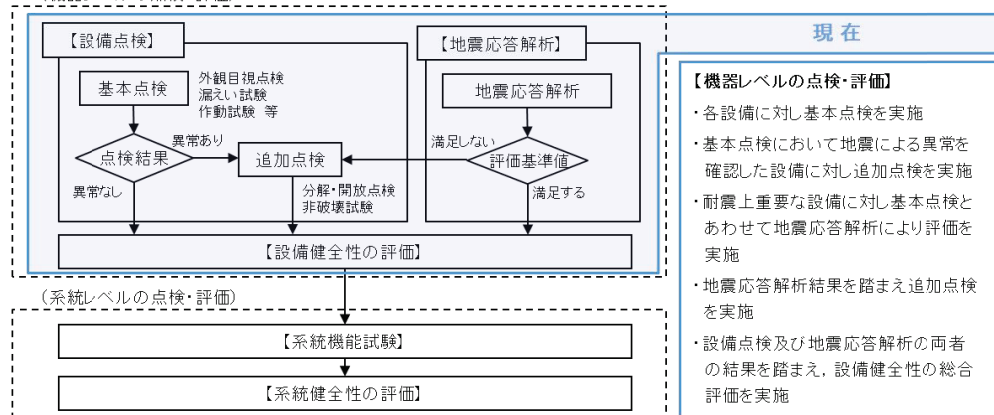 現在
【設備点検】
【地震応答解析】
基本点検
外観目視点検
漏えい試験
作動試験 等
地震応答解析
異常あり
満足しない
点検結果
追加点検
評価基準値
異常なし
分解・開放点検
非破壊試験
満足する
【設備健全性の評価】
(系統レベルの点検・評価)
【系統機能試験】
【系統健全性の評価】
【機器レベルの点検・評価】
・各設備に対し基本点検を実施
・基本点検において地震による異常を
確認した設備に対し追加点検を実施
・耐震上重要な設備に対し基本点検と
あわせて地震応答解析により評価を
実施
・地震応答解析結果を踏まえ追加点検
を実施
・設備点検及び地震応答解析の両者
の結果を踏まえ，設備健全性の総合
評価を実施